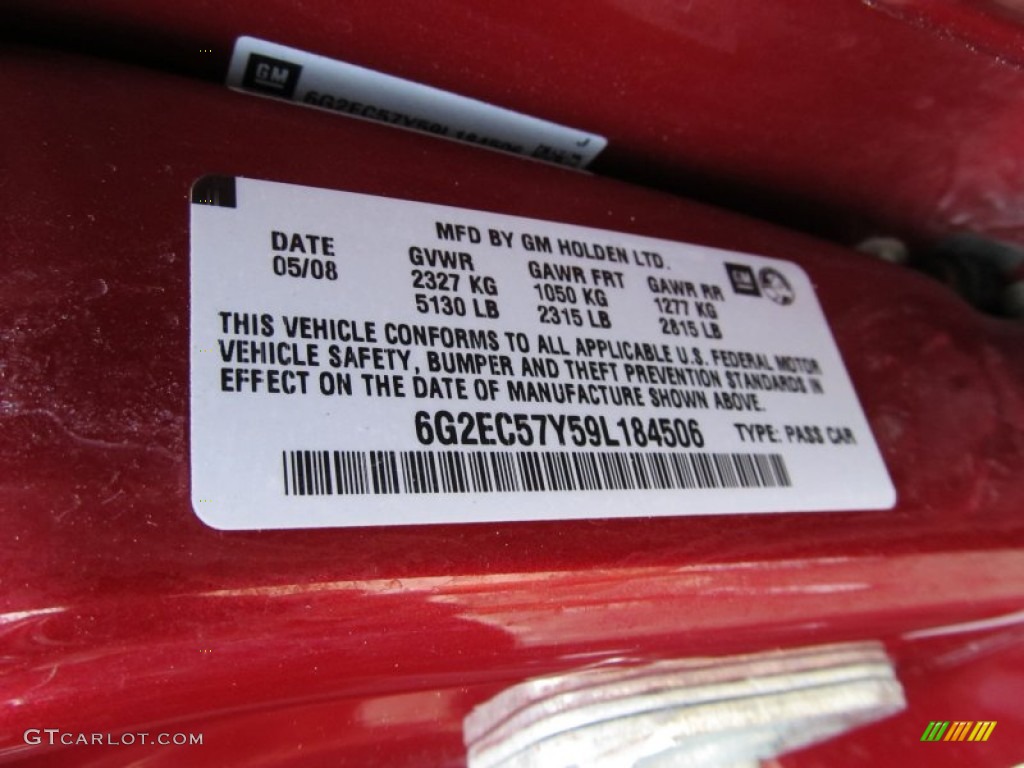 GM
6G2EC57Y59L184506
J
MFD BY GM HOLDEN LTD.
DATE GVWR GAWR FRT GAWR RR GM
05/08 2327 KG 1050 KG 1277 KG
5130 LB 2315 LB 2815 LB
THIS VEHICLE CONFORMS TO ALL APPLICABLE U.S. FEDERAL MOTOR
VEHICLE SAFETY, BUMPER AND THEFT PREVENTION STANDARDS IN
EFFECT ON THE DATE OF MANUFACTURE SHOWN ABOVE.
6G2EC57Y59L184506 TYPE: PASS CAR
GTCARLOT.COM